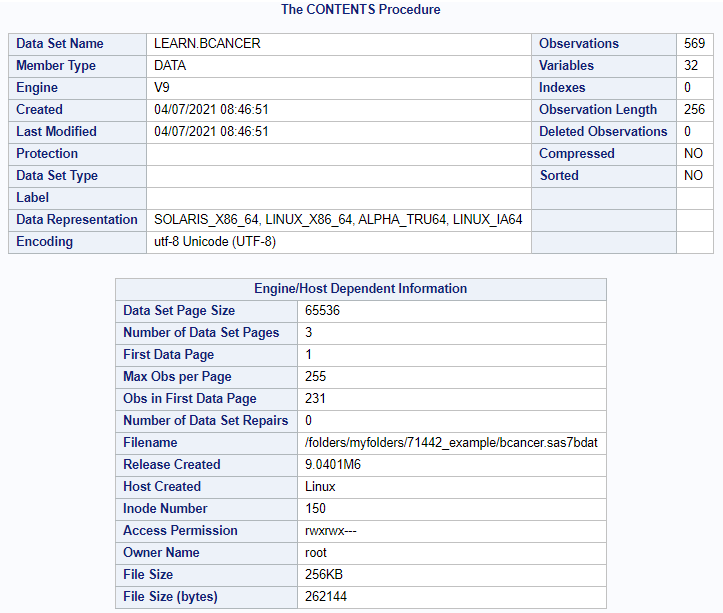 The CONTENTS Procedure
Data Set Name LEARN.BCANCER Observations 569
Member Type DATA Variables 32
Engine V9 Indexes 0
Created 04/07/2021 08:46:51 Observation Length 256
Last Modified 04/07/2021 08:46:51 Deleted Observations 0
Protection Compressed NO
Data Set Type Sorted NO
Label
Data Representation SOLARIS_X86_64, LINUX_X86_64, ALPHA_TRU64, LINUX_IA64
Encoding utf-8 Unicode (UTF-8)
Engine/Host Dependent Information
Data Set Page Size 65536
Number of Data Set Pages 3
First Data Page 1
Max Obs per Page 255
Obs in First Data Page 231
Number of Data Set Repairs 0
Filename /folders/myfolders/71442_example/bcancer.sas7bdat
Release Created 9.0401M6
Host Created Linux
Inode Number 150
Access Permission rwxrwx---
Owner Name root
File Size 256KB
File Size (bytes) 262144